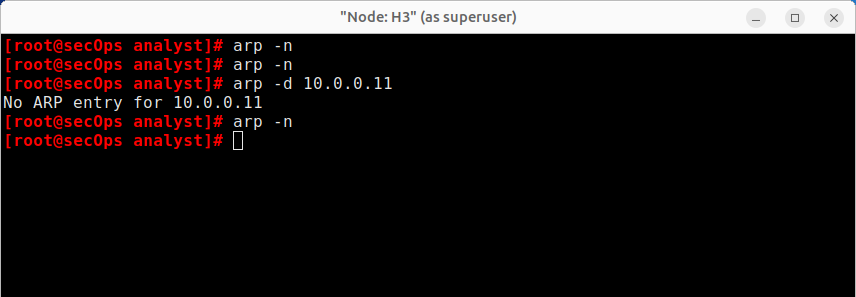 "Node: H3" (as superuser)
[root@secOps analyst]# arp -n
[root@secOps analyst]# arp -n
[root@secOps analyst]# arp -d 10.0.0.11
No ARP entry for 10.0.0.11
[root@secOps analyst]# arp -n
[root@secOps analyst]#